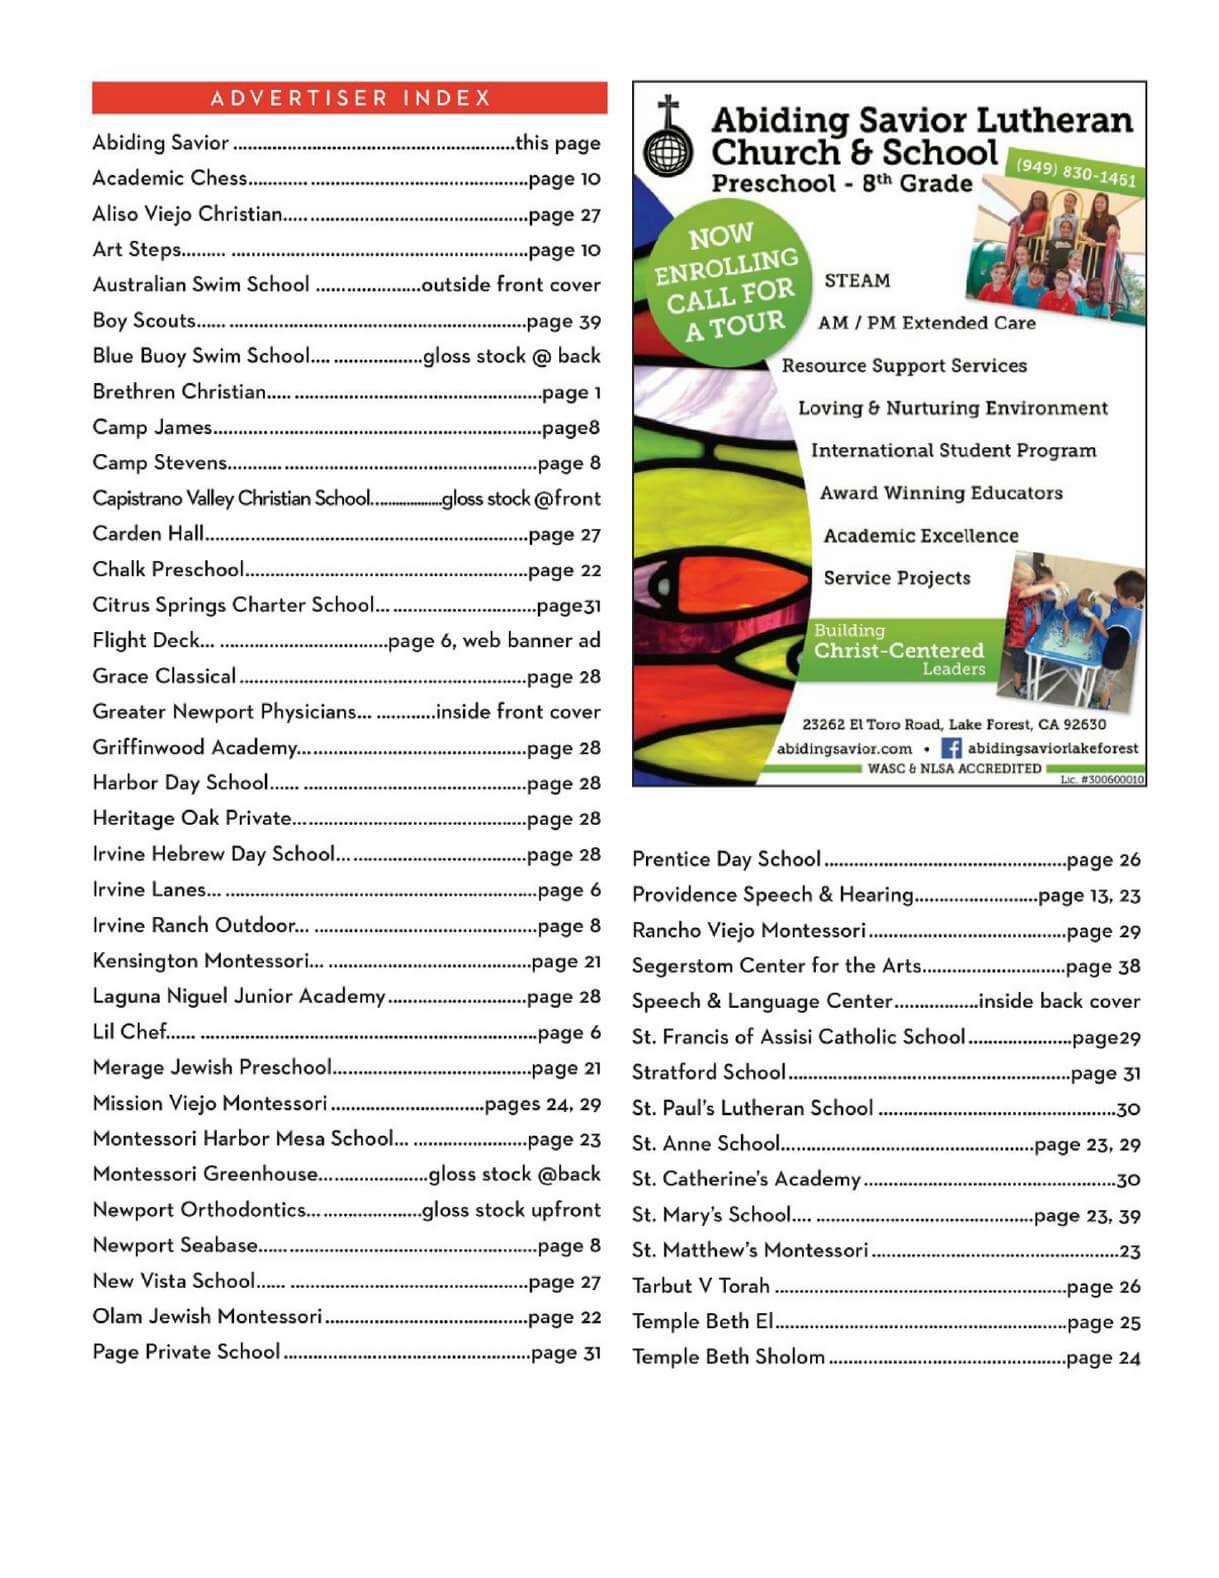 ADVERTISER INDEX
Abiding Savior ........................................................this page
Academic Chess............ ...........................................page 10
Aliso Viejo Christian..... ...........................................page 27
Art Steps......... ...........................................................page 10
Australian Swim School .....................outside front cover
Boy Scouts...... ...........................................................page 39
Blue Buoy Swim School.... ..................gloss stock @ back
Brethren Christian..... .................................................page 1
Camp James.................................................................page8
Camp Stevens........... ..................................................page 8
Capistrano Valley Christian School.....................gloss stock @front
Carden Hall................................................................page 27
Chalk Preschool........................................................page 22
Citrus Springs Charter School... ............................page31
Flight Deck... .................................page 6, web banner ad
Grace Classical .........................................................page 28
Greater Newport Physicians... ............inside front cover
Griffinwood Academy.............................................page 28
Harbor Day School...... ............................................page 28
Heritage Oak Private..............................................page 28
Irvine Hebrew Day School.....................................page 28
Irvine Lanes... ..............................................................page 6
Irvine Ranch Outdoor... ............................................page 8
Kensington Montessori... ........................................page 21
Laguna Niguel Junior Academy...........................page 28
Lil Chef...... ...................................................................page 6
Merage Jewish Preschool.......................................page 21
Mission Viejo Montessori ..............................pages 24, 29
Montessori Harbor Mesa School... ......................page 23
Montessori Greenhouse......................gloss stock @back
Newport Orthodontics.......................gloss stock upfront
Newport Seabase.......................................................page 8
New Vista School...... ...............................................page 27
Olam Jewish Montessori........................................page 22
Page Private School .................................................page 31
Abiding Savior Lutheran
Church & School
Preschool - 8th Grade
(949) 830-1461
NOW
ENROLLING
CALL FOR
A TOUR
STEAM
AM / PM Extended Care
Resource Support Services
Loving & Nurturing Environment
International Student Program
Award Winning Educators
Academic Excellence
Service Projects
Building
Christ-Centered
Leaders
23262 El Toro Road, Lake Forest, CA 92630
abidingsavior.com • f abidingsaviorlakeforest
WASC & NLSA ACCREDITED
Lic. #300600010
Prentice Day School ................................................page 26
Providence Speech & Hearing........................page 13, 23
Rancho Viejo Montessori .......................................page 29
Segerstom Center for the Arts............................page 38
Speech & Language Center.................inside back cover
St. Francis of Assisi Catholic School .....................page29
Stratford School........................................................page 31
St. Paul's Lutheran School ...............................................30
St. Anne School..................................................page 23, 29
St. Catherine's Academy ..................................................30
St. Mary's School.... ...........................................page 23, 39
St. Matthew's Montessori .................................................23
Tarbut V Torah ..........................................................page 26
Temple Beth El..........................................................page 25
Temple Beth Sholom ...............................................page 24